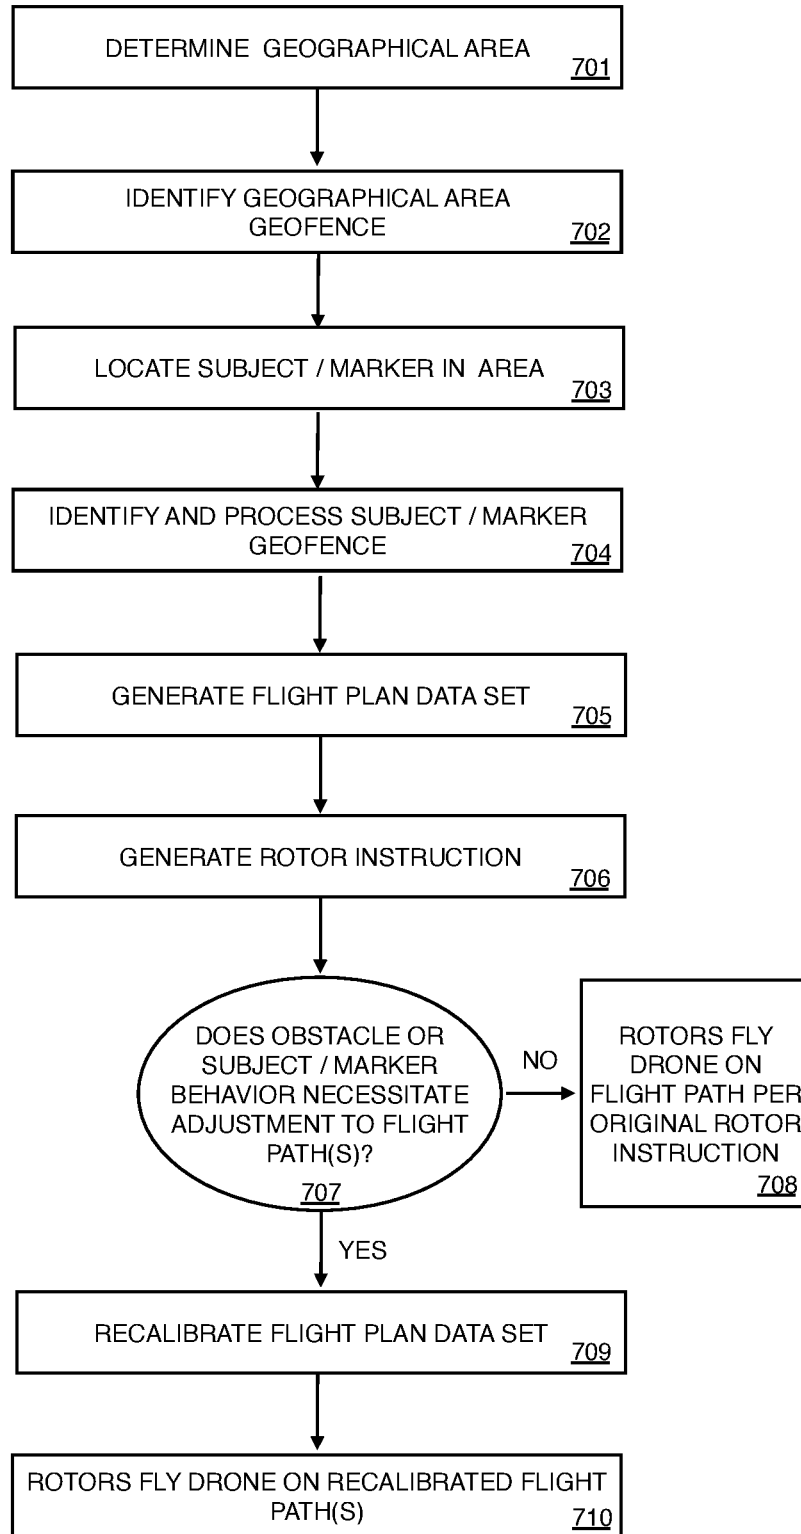 DETERMINE GEOGRAPHICAL AREA
701
IDENTIFY GEOGRAPHICAL AREA
GEOFENCE
702
LOCATE SUBJECT / MARKER IN AREA
703
IDENTIFY AND PROCESS SUBJECT / MARKER
GEOFENCE
704
GENERATE FLIGHT PLAN DATA SET
705
GENERATE ROTOR INSTRUCTION
706
DOES OBSTACLE OR
SUBJECT / MARKER
BEHAVIOR NECESSITATE
ADJUSTMENT TO FLIGHT
PATH(S)?
707
NO
ROTORS FLY
DRONE ON
FLIGHT PATH PER
ORIGINAL ROTOR
INSTRUCTION
708
YES
RECALIBRATE FLIGHT PLAN DATA SET
709
ROTORS FLY DRONE ON RECALIBRATED FLIGHT
PATH(S)
710